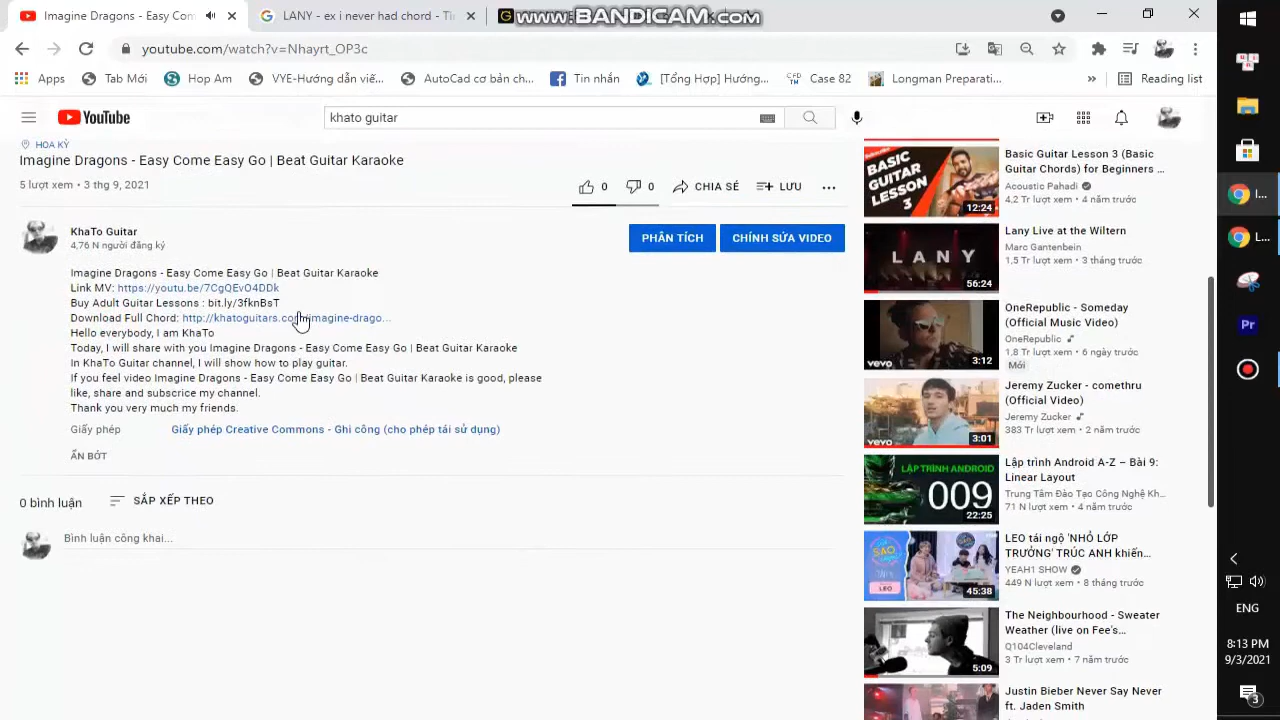 www.BANDICAM.com
Imagine Dragons - Easy Com
LANY - ex i never had chord - Th
youtube.com/watch?v=Nhayrt_OP3c
Apps
Tab Mới
Hop Am
VYE-Hướng dẫn viế...
AutoCad cơ bản ch...
Tin nhắn
[Tổng Hợp] Hướng...
Case 82
Longman Preparati...
»
Reading list
YouTube
khato guitar
HOA KỲ
Imagine Dragons - Easy Come Easy Go | Beat Guitar Karaoke
5 lượt xem • 3 thg 9, 2021
0
0
CHIA SẺ
LƯU
KhaTo Guitar
4,76 N người đăng ký
PHÂN TÍCH
CHỈNH SỬA VIDEO
Imagine Dragons - Easy Come Easy Go | Beat Guitar Karaoke
Link MV: https://youtu.be/7CgQEvO4DDk
Buy Adult Guitar Lessons : bit.ly/3fknBsT
Download Full Chord: http://khatoguitars.com/imagine-drago...
Hello everybody, I am KhaTo
Today, I will share with you Imagine Dragons - Easy Come Easy Go | Beat Guitar Karaoke
In KhaTo Guitar channel, I will show how to play guitar.
If you feel video Imagine Dragons - Easy Come Easy Go | Beat Guitar Karaoke is good, please
like, share and subscrice my channel.
Thank you very much my friends.
Giấy phép
Giấy phép Creative Commons - Ghi công (cho phép tái sử dụng)
ẨN BỚT
0 bình luận
SẮP XẾP THEO
Bình luận công khai...
BASIC
GUITAR
LESSON
3
12:24
Basic Guitar Lesson 3 (Basic
Guitar Chords) for Beginners ...
Acoustic Pahadi
4,2 Tr lượt xem • 4 năm trước
LANY
56:24
Lany Live at the Wiltern
Marc Gantenbein
1,5 Tr lượt xem • 3 tháng trước
vevo
3:12
OneRepublic - Someday
(Official Music Video)
OneRepublic
1,8 Tr lượt xem • 6 ngày trước
Mới
vevo
3:01
Jeremy Zucker - comethru
(Official Video)
Jeremy Zucker
383 Tr lượt xem • 2 năm trước
LẬP TRÌNH ANDROID
009
22:25
Lập trình Android A-Z – Bài 9:
Linear Layout
Trung Tâm Đào Tạo Công Nghệ Kh...
71 N lượt xem • 4 năm trước
SAO
LEO
45:38
LEO tái ngộ 'NHỎ LỚP
TRƯỞNG' TRÚC ANH khiến...
YEAH1 SHOW
449 N lượt xem • 8 tháng trước
5:09
The Neighbourhood - Sweater
Weather (live on Fee's...
Q104Cleveland
3 Tr lượt xem • 7 năm trước
Justin Bieber Never Say Never
ft. Jaden Smith
I...
L...
Pr
ENG
8:13 PM
9/3/2021
3